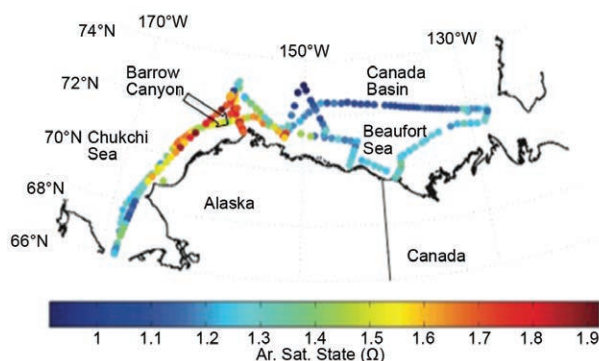 74°N
170°W
150°W
130°W
72°N
Barrow
Canyon
Canada
Basin
70°N
Chukchi
Sea
Beaufort
Sea
68°N
Alaska
66°N
Canada
1 1.1 1.2 1.3 1.4 1.5 1.6 1.7 1.8 1.9
Ar. Sat. State (Ω)